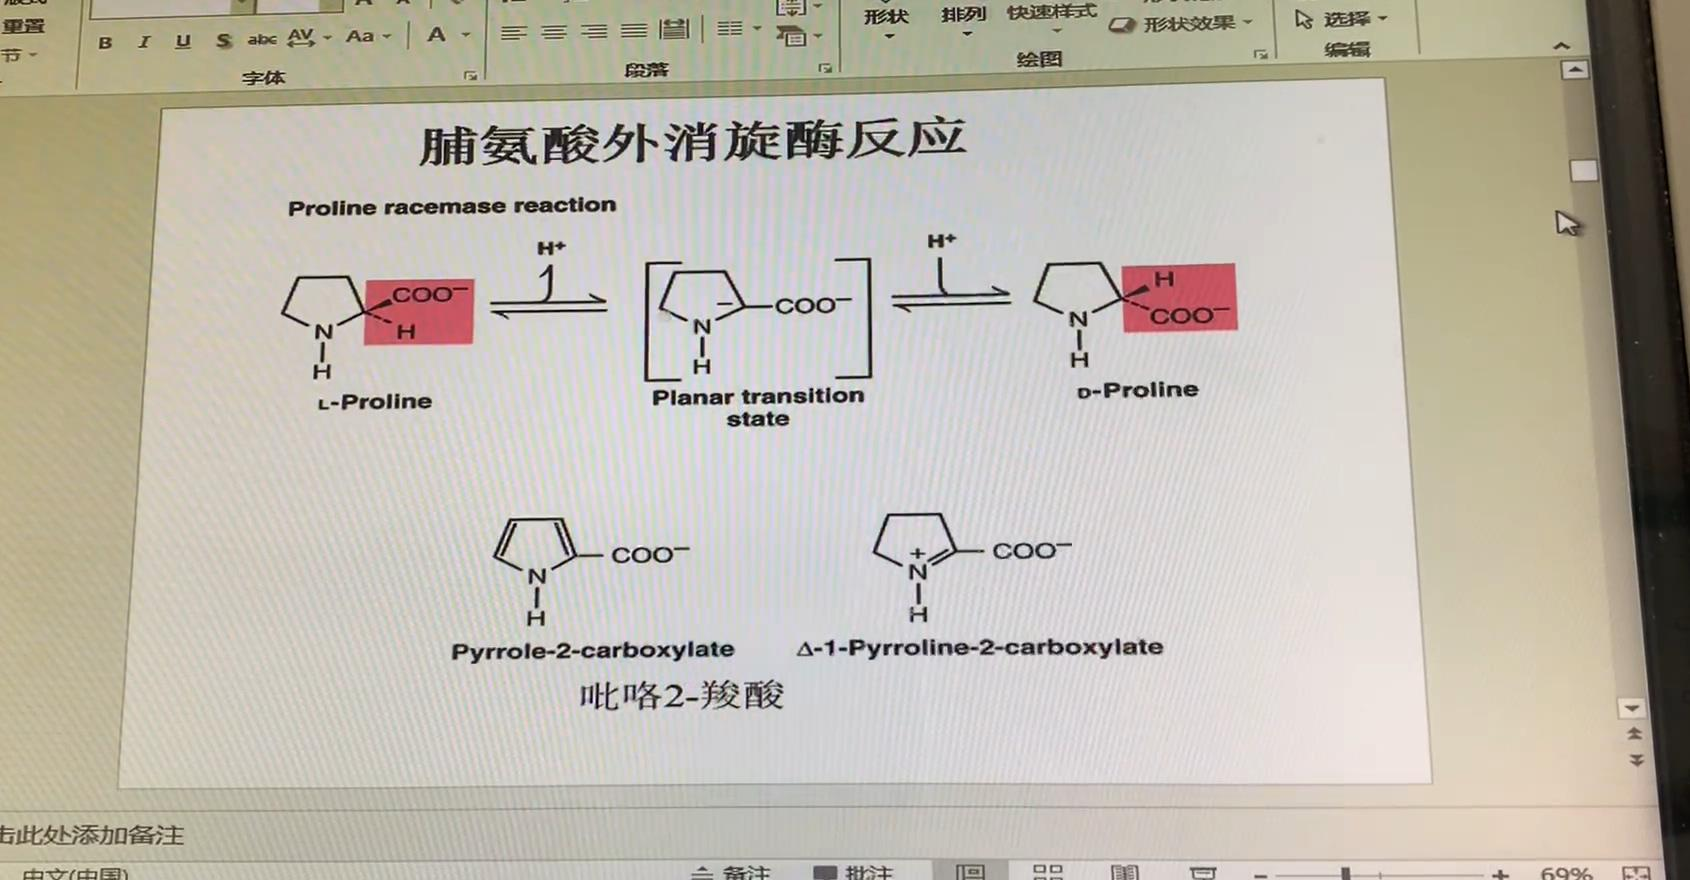 重置
形状
排列
快速样式
形状效果
选择
节
B I U S abc AV Aa A
字体
段落
绘图
编辑
脯氨酸外消旋酶反应
Proline racemase reaction
H+
H+
COO−
H
N
H
COO−
N
H
H
COO−
N
H
L-Proline
Planar transition
state
D-Proline
COO−
N
H
COO−
+
N
H
Pyrrole-2-carboxylate
Δ-1-Pyrroline-2-carboxylate
吡咯2-羧酸
击此处添加备注
中文(中国)
备注
批注
69%